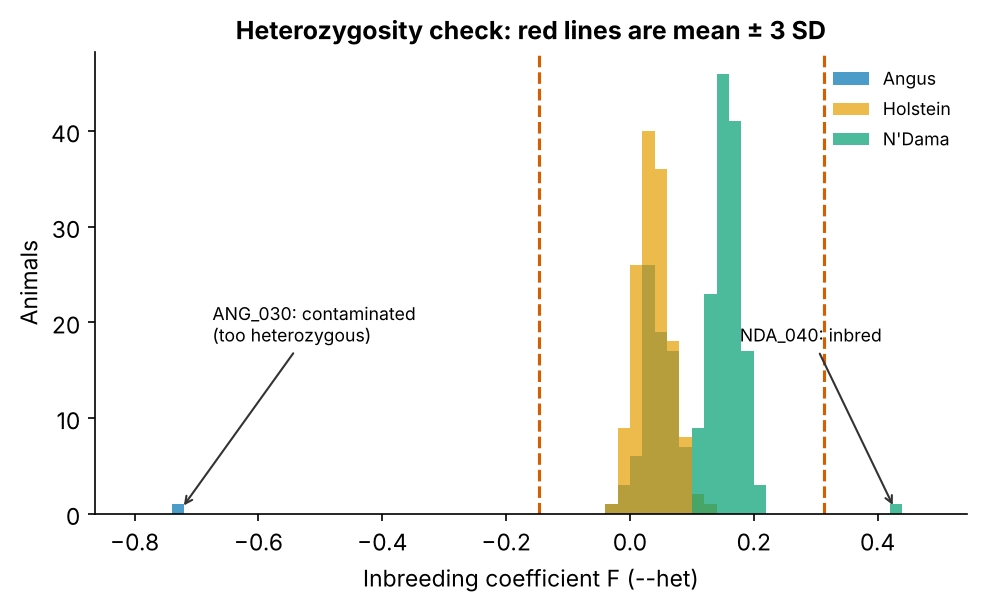 Heterozygosity check: red lines are mean ± 3 SD
Angus
Holstein
N'Dama
Animals
40
30
20
10
0
ANG_030: contaminated
(too heterozygous)
NDA_040: inbred
−0.8
−0.6
−0.4
−0.2
0.0
0.2
0.4
Inbreeding coefficient F (--het)